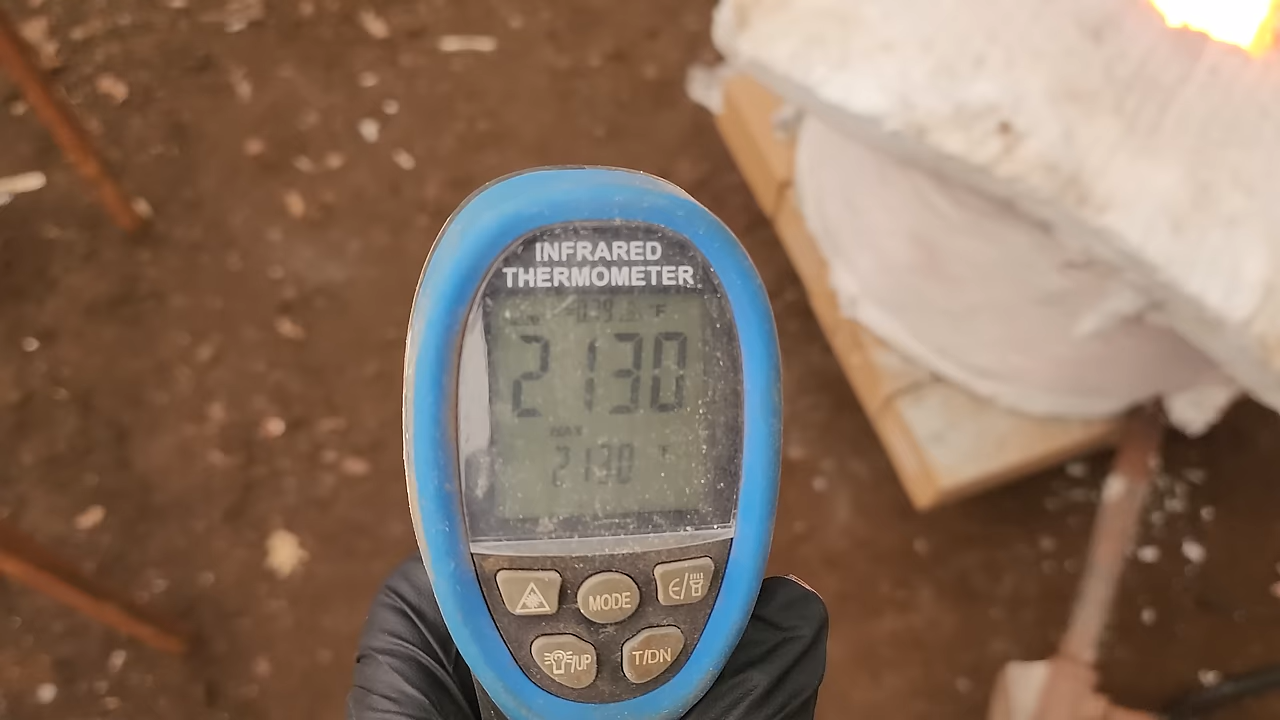 INFRARED
THERMOMETER
°F
2130
MAX
2130
MODE
€/
/UP
T/DN